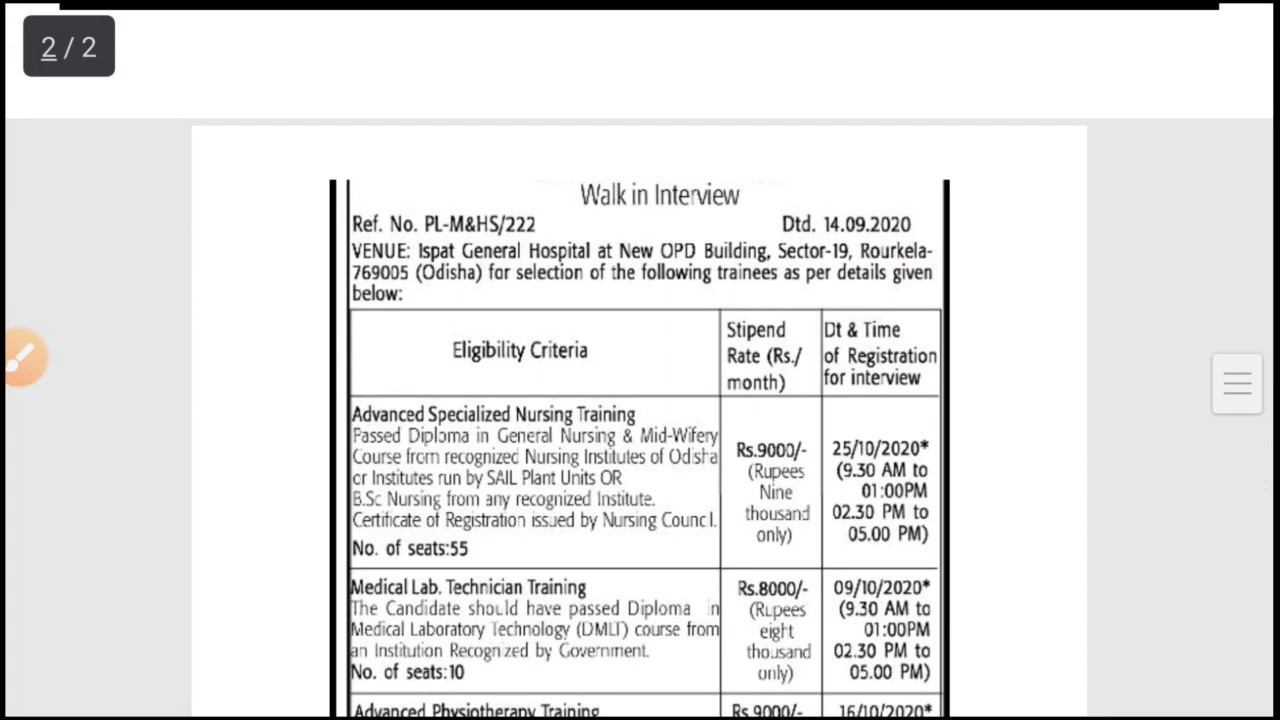 2 / 2
Walk in Interview
Ref. No. PL-M&HS/222 Dtd. 14.09.2020
VENUE: Ispat General Hospital at New OPD Building, Sector-19, Rourkela-
769005 (Odisha) for selection of the following trainees as per details given
below:
Eligibility Criteria
Stipend
Rate (Rs./
month)
Dt & Time
of Registration
for interview
Advanced Specialized Nursing Training
Passed Diploma in General Nursing & Mid-Wifery
Course from recognized Nursing Institutes of Odisha
or Institutes run by SAIL Plant Units OR
B.Sc Nursing from any recognized Institute.
Certificate of Registration issued by Nursing Council.
No. of seats:55
Rs.9000/-
(Rupees
Nine
thousand
only)
25/10/2020*
(9.30 AM to
01:00PM
02.30 PM to
05.00 PM)
Medical Lab. Technician Training
The Candidate should have passed Diploma in
Medical Laboratory Technology (DMLT) course from
an Institution Recognized by Government.
No. of seats:10
Rs.8000/-
(Rupees
eight
thousand
only)
09/10/2020*
(9.30 AM to
01:00PM
02.30 PM to
05.00 PM)
Advanced Physiotherapy Training
Rs.9000/-
16/10/2020*